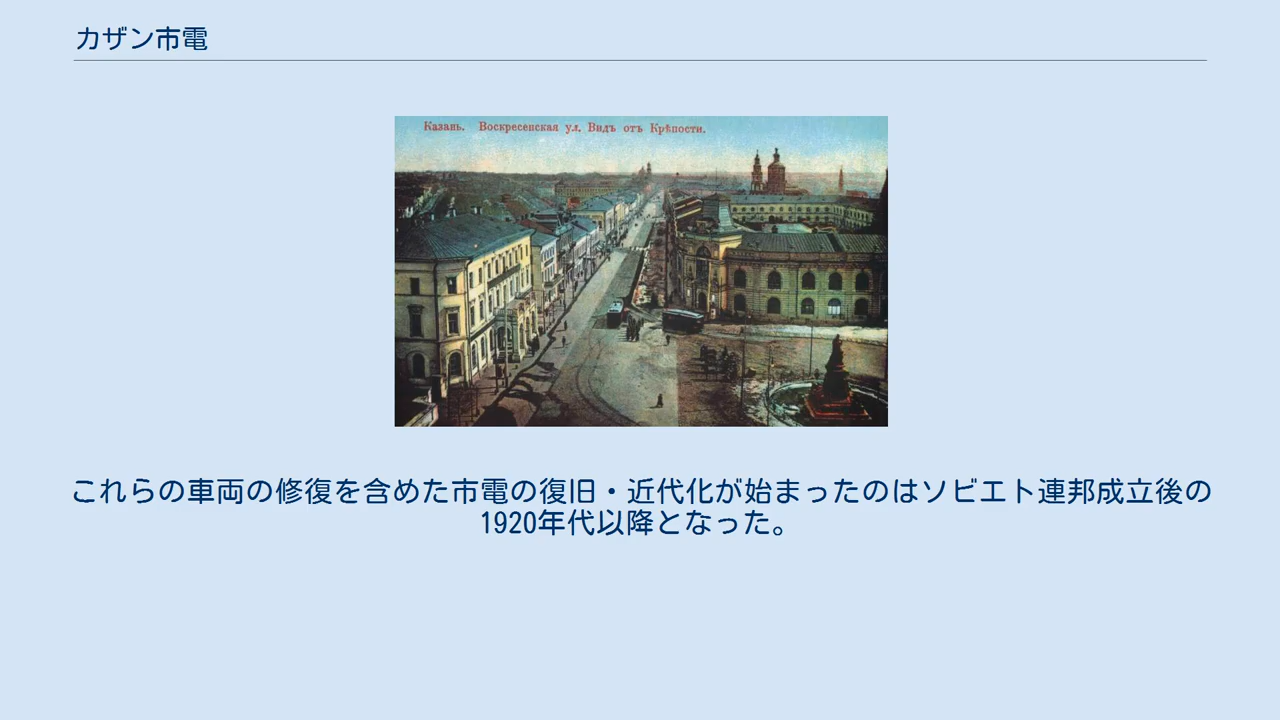 カザン市電
Казань. Воскресенская ул. Видъ отъ Крѣпости.
これらの車両の修復を含めた市電の復旧・近代化が始まったのはソビエト連邦成立後の
1920年代以降となった。